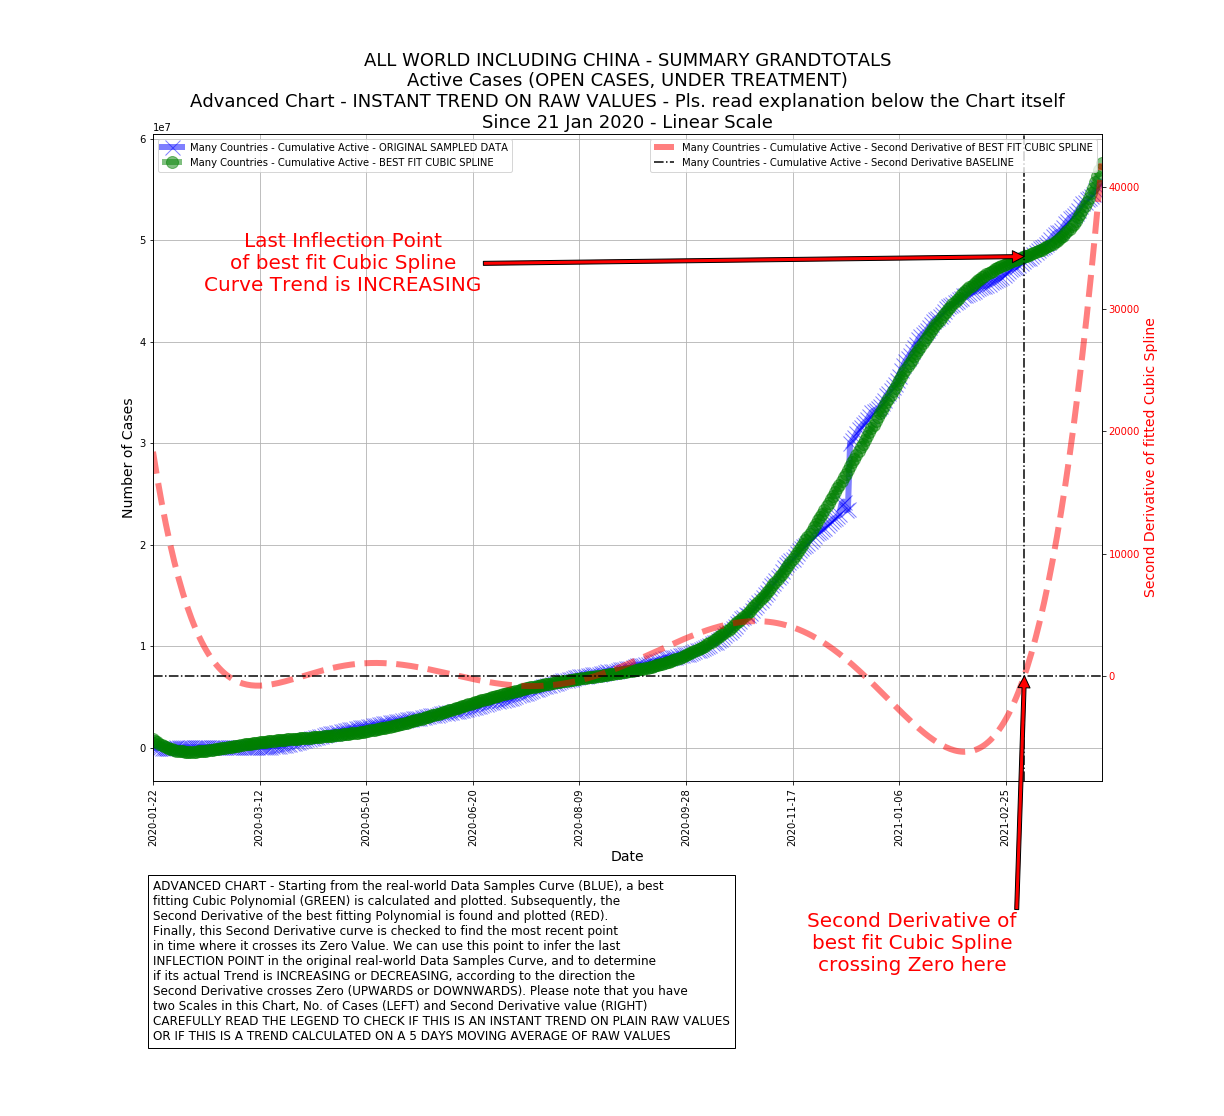 ALL WORLD INCLUDING CHINA - SUMMARY GRANDTOTALS
Active Cases (OPEN CASES, UNDER TREATMENT)
Advanced Chart - INSTANT TREND ON RAW VALUES - Pls. read explanation below the Chart itself
Since 21 Jan 2020 - Linear Scale
1e7
Many Countries - Cumulative Active - ORIGINAL SAMPLED DATA
Many Countries - Cumulative Active - BEST FIT CUBIC SPLINE
Many Countries - Cumulative Active - Second Derivative of BEST FIT CUBIC SPLINE
Many Countries - Cumulative Active - Second Derivative BASELINE
Last Inflection Point
of best fit Cubic Spline
Curve Trend is INCREASING
Number of Cases
6
5
4
3
2
1
0
40000
30000
20000
10000
0
Second Derivative of fitted Cubic Spline
2020-01-22
2020-03-12
2020-05-01
2020-06-20
2020-08-09
2020-09-28
2020-11-17
2021-01-06
2021-02-25
Date
ADVANCED CHART - Starting from the real-world Data Samples Curve (BLUE), a best
fitting Cubic Polynomial (GREEN) is calculated and plotted. Subsequently, the
Second Derivative of the best fitting Polynomial is found and plotted (RED).
Finally, this Second Derivative curve is checked to find the most recent point
in time where it crosses its Zero Value. We can use this point to infer the last
INFLECTION POINT in the original real-world Data Samples Curve, and to determine
if its actual Trend is INCREASING or DECREASING, according to the direction the
Second Derivative crosses Zero (UPWARDS or DOWNWARDS). Please note that you have
two Scales in this Chart, No. of Cases (LEFT) and Second Derivative value (RIGHT)
CAREFULLY READ THE LEGEND TO CHECK IF THIS IS AN INSTANT TREND ON PLAIN RAW VALUES
OR IF THIS IS A TREND CALCULATED ON A 5 DAYS MOVING AVERAGE OF RAW VALUES
Second Derivative of
best fit Cubic Spline
crossing Zero here